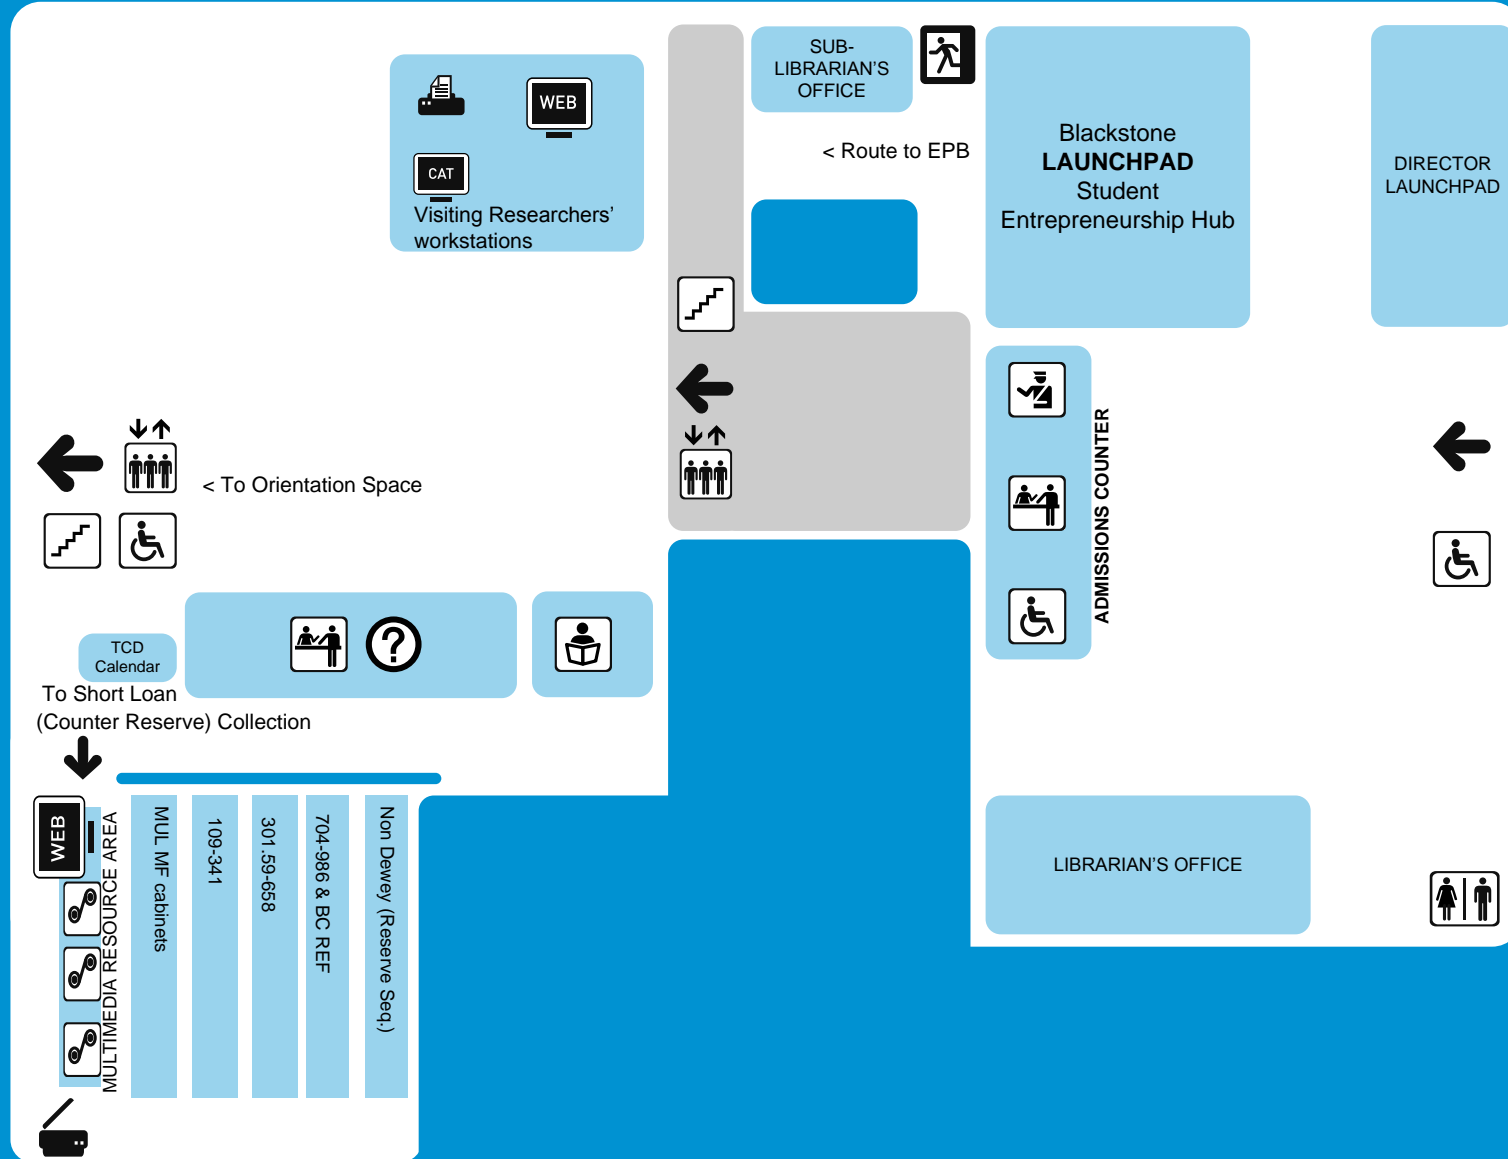 SUB-
LIBRARIAN'S
OFFICE
WEB
CAT
Visiting Researchers'
workstations
< Route to EPB
Blackstone
LAUNCHPAD
Student
Entrepreneurship Hub
DIRECTOR
LAUNCHPAD
< To Orientation Space
ADMISSIONS COUNTER
TCD
Calendar
?
To Short Loan
(Counter Reserve) Collection
WEB
MULTIMEDIA RESOURCE AREA
MUL MF cabinets
109-341
301.59-658
704-986 & BC REF
Non Dewey (Reserve Seq.)
LIBRARIAN'S OFFICE